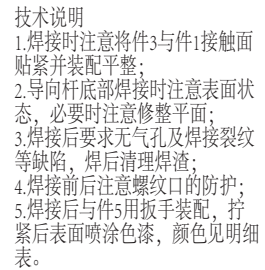 技术说明
1.焊接时注意将件3与件1接触面
贴紧并装配平整；
2.导向杆底部焊接时注意表面状
态，必要时注意修整平面；
3.焊接后要求无气孔及焊接裂纹
等缺陷，焊后清理焊渣；
4.焊接前后注意螺纹口的防护；
5.焊接后与件5用扳手装配，拧
紧后表面喷涂色漆，颜色见明细
表。